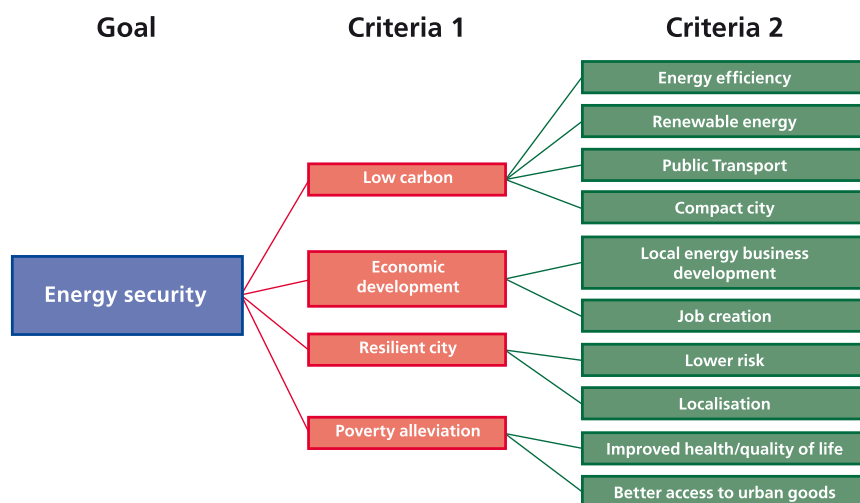 Goal
Criteria 1
Criteria 2
Energy security
Low carbon
Economic
development
Resilient city
Poverty alleviation
Energy efficiency
Renewable energy
Public Transport
Compact city
Local energy business
development
Job creation
Lower risk
Localisation
Improved health/quality of life
Better access to urban goods